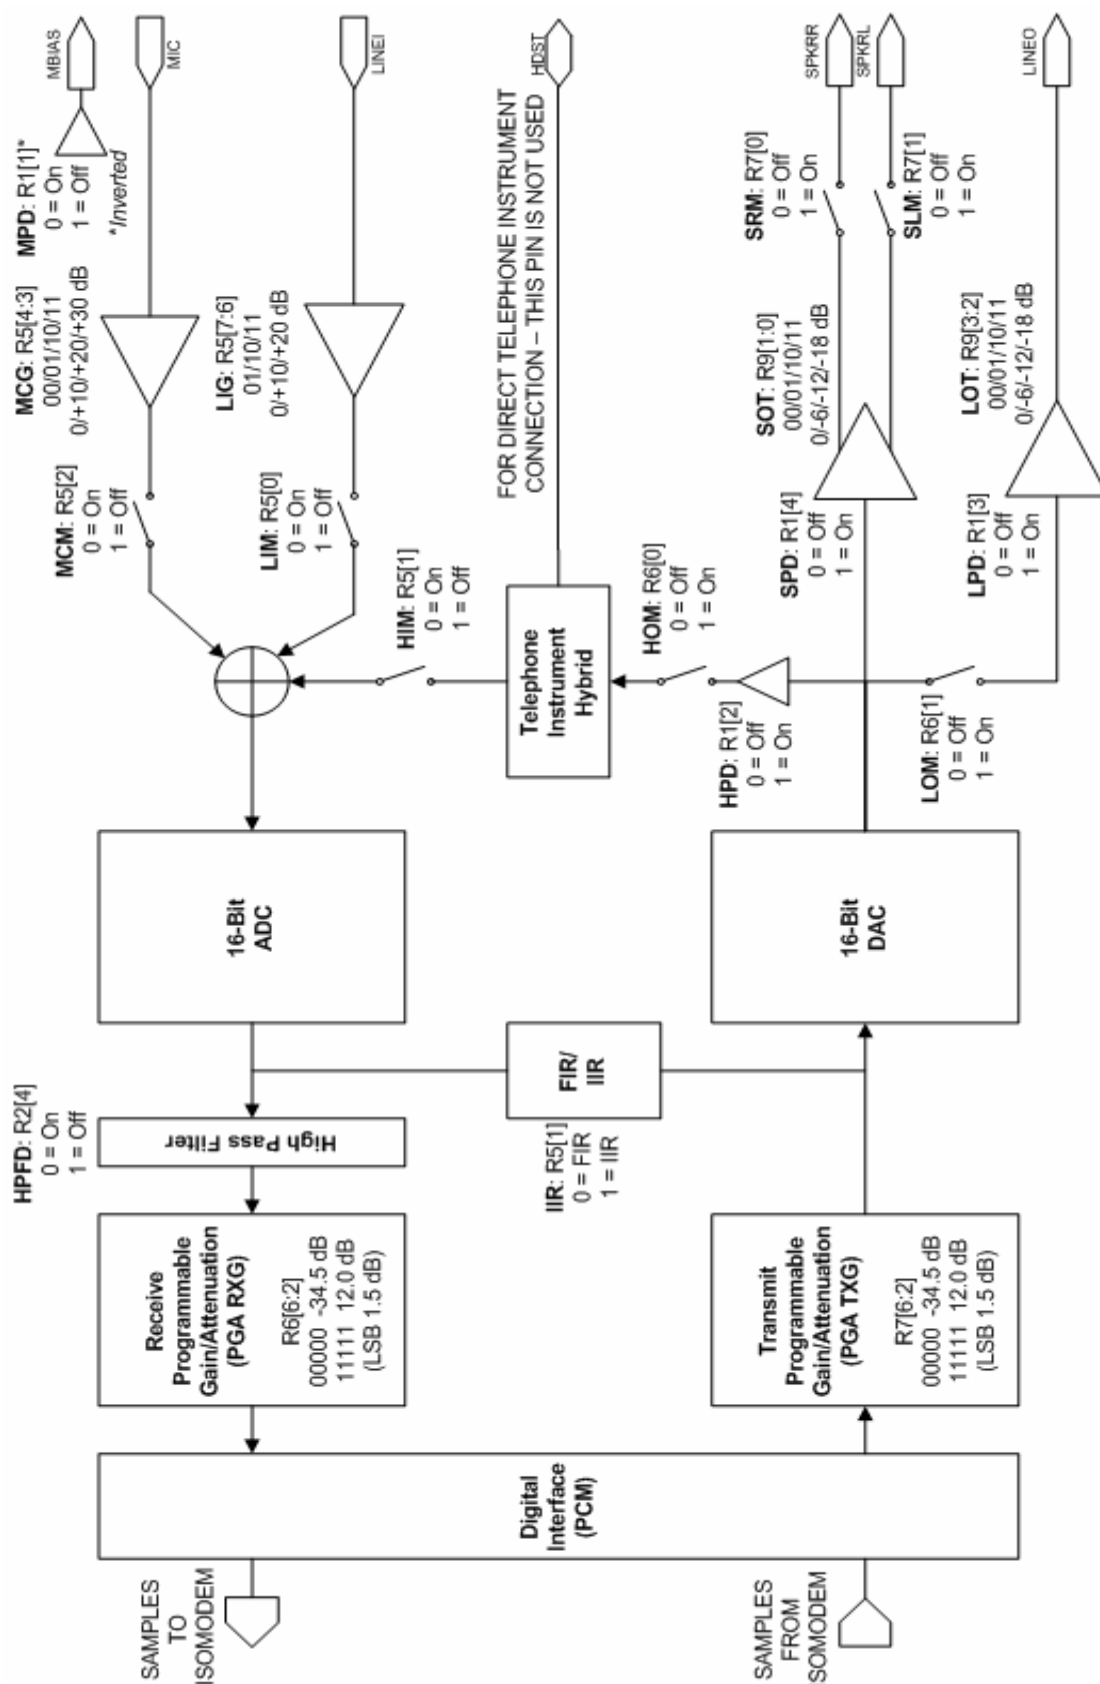 MBIAS
MIC
LINEI
HDST
SPKRR
SPKRL
LINEO
MPD: R1[1]*
0 = On
1 = Off
*Inverted
MCG: R5[4:3]
00/01/10/11
0/+10/+20/+30 dB
LIG: R5[7:6]
01/10/11
0/+10/+20 dB
MCM: R5[2]
0 = On
1 = Off
LIM: R5[0]
0 = On
1 = Off
HIM: R5[1]
0 = On
1 = Off
FOR DIRECT TELEPHONE INSTRUMENT
CONNECTION – THIS PIN IS NOT USED
Telephone
Instrument
Hybrid
HOM: R6[0]
0 = Off
1 = On
HPD: R1[2]
0 = Off
1 = On
SRM: R7[0]
0 = Off
1 = On
SLM: R7[1]
0 = Off
1 = On
SOT: R9[1:0]
00/01/10/11
0/-6/-12/-18 dB
SPD: R1[4]
0 = Off
1 = On
LOT: R9[3:2]
00/01/10/11
0/-6/-12/-18 dB
LPD: R1[3]
0 = Off
1 = On
LOM: R6[1]
0 = Off
1 = On
16-Bit
ADC
16-Bit
DAC
FIR/
IIR
IIR: R5[1]
0 = FIR
1 = IIR
HPFD: R2[4]
0 = On
1 = Off
High Pass Filter
Receive
Programmable
Gain/Attenuation
(PGA RXG)
R6[6:2]
00000 -34.5 dB
11111 12.0 dB
(LSB 1.5 dB)
Transmit
Programmable
Gain/Attenuation
(PGA TXG)
R7[6:2]
00000 -34.5 dB
11111 12.0 dB
(LSB 1.5 dB)
Digital
Interface
(PCM)
SAMPLES
TO
ISOMODEM
SAMPLES
FROM
ISOMODEM